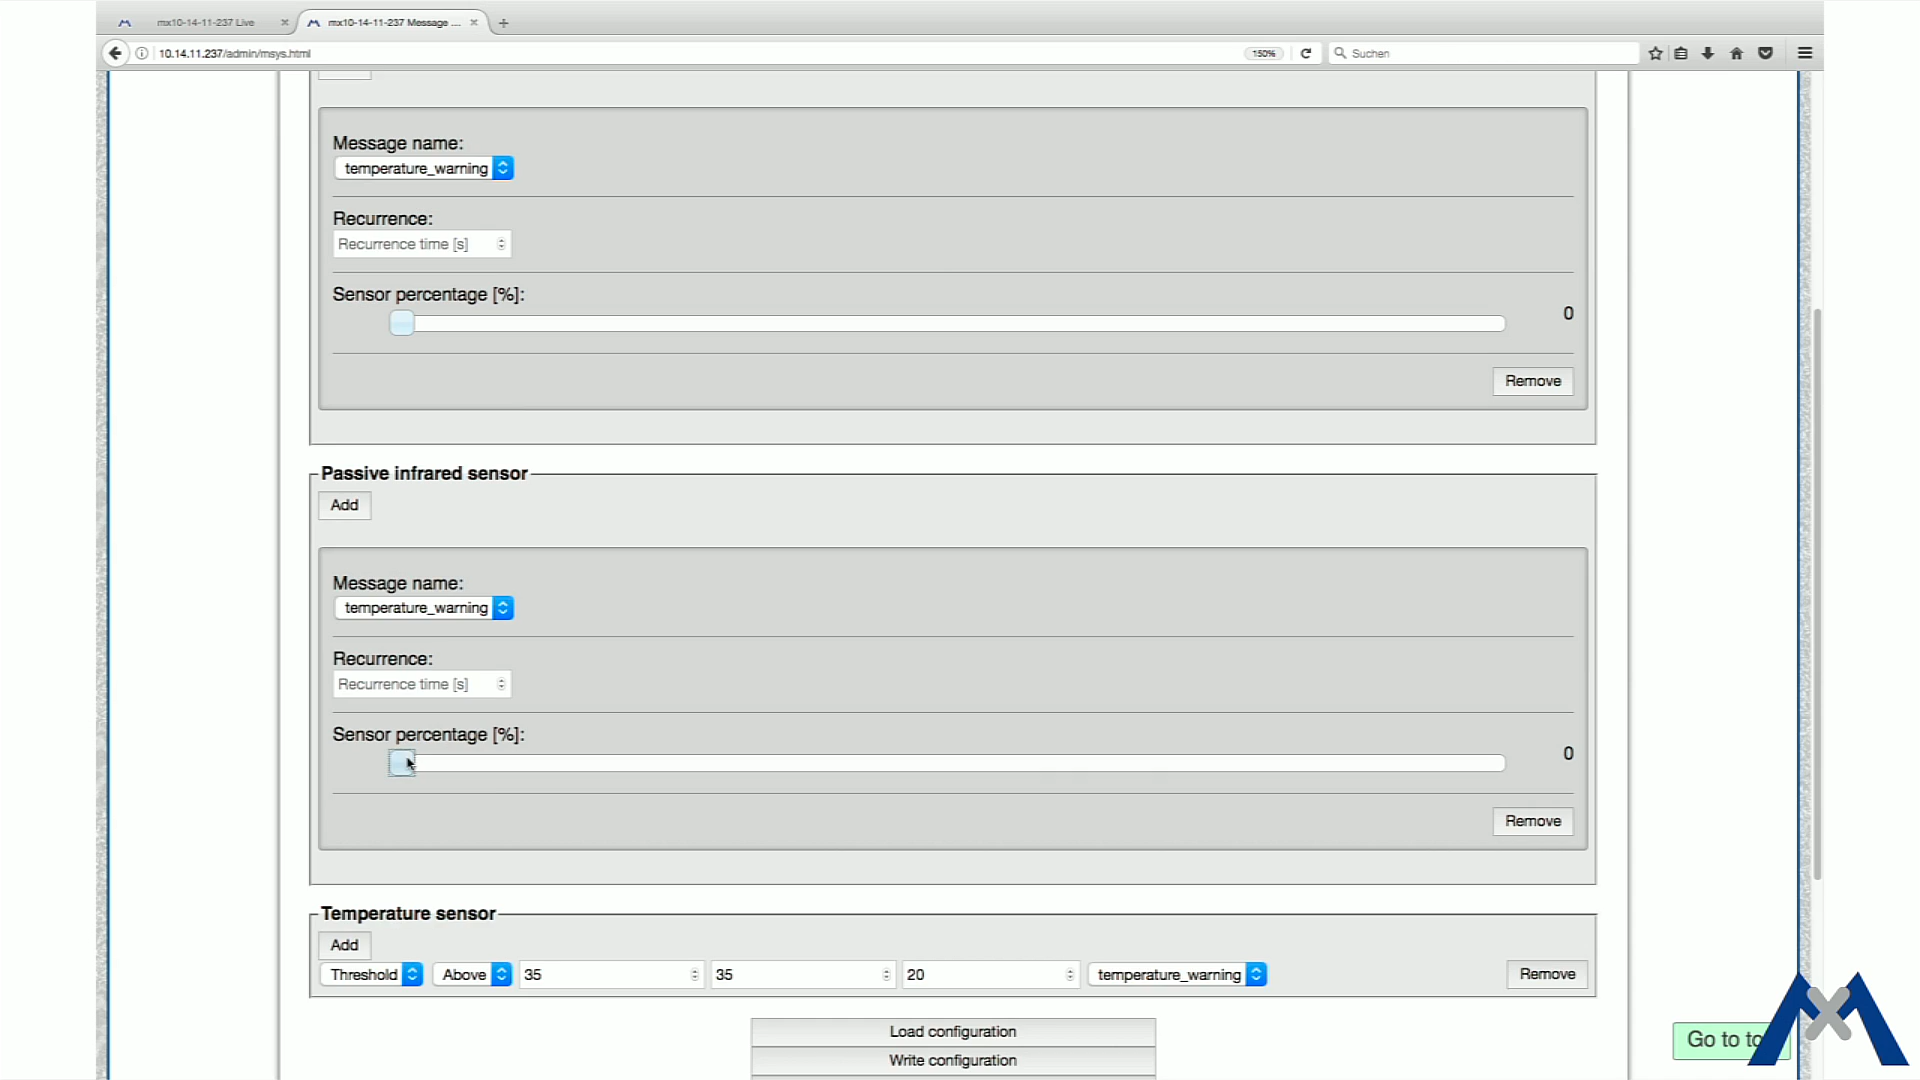 mx10-14-11-237 Live
mx10-14-11-237 Message ...
10.14.11.237/admin/msys.html
150%
Suchen
Message name:
temperature_warning
Recurrence:
Recurrence time [s]
Sensor percentage [%]:
0
Remove
Passive infrared sensor
Add
Message name:
temperature_warning
Recurrence:
Recurrence time [s]
Sensor percentage [%]:
0
Remove
Temperature sensor
Add
Threshold Above 35 35 20 temperature_warning Remove
Load configuration
Go to to
Write configuration